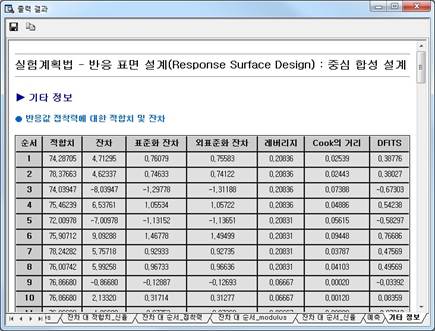 출력 결과
실험계획법 - 반응 표면 설계(Response Surface Design) : 중심 합성 설계
▶ 기타 정보
● 반응값 접착력에 대한 적합치 및 잔차
순서 적합치 잔차 표준화 잔차 외표준화 잔차 레버리지 Cook의 거리 DFITS
1 74,28705 4,71295 0,76079 0,75583 0,20836 0,02539 0,38776
2 78,37663 4,62337 0,74633 0,74122 0,20836 0,02443 0,38027
3 74,03947 -8,03947 -1,29778 -1,31188 0,20836 0,07388 -0,67303
4 75,46239 6,53761 1,05534 1,05722 0,20836 0,04886 0,54238
5 72,00978 -7,00978 -1,13152 -1,13651 0,20831 0,05615 -0,58297
6 75,90712 9,09288 1,46778 1,49499 0,20831 0,09448 0,76686
7 78,24282 5,75718 0,92933 0,92735 0,20831 0,03787 0,47569
8 76,00742 5,99258 0,96733 0,96636 0,20831 0,04103 0,49569
9 76,86680 -0,86680 -0,12887 -0,12693 0,06667 0,00020 -0,03392
10 76,86680 2,13320 0,31714 0,31277 0,06667 0,00120 0,08359
잔차 대 적합치_신율 잔차 대 순서_접착력 잔차 대 순서_modulus 잔차 대 순서_신율 예측 기타 정보